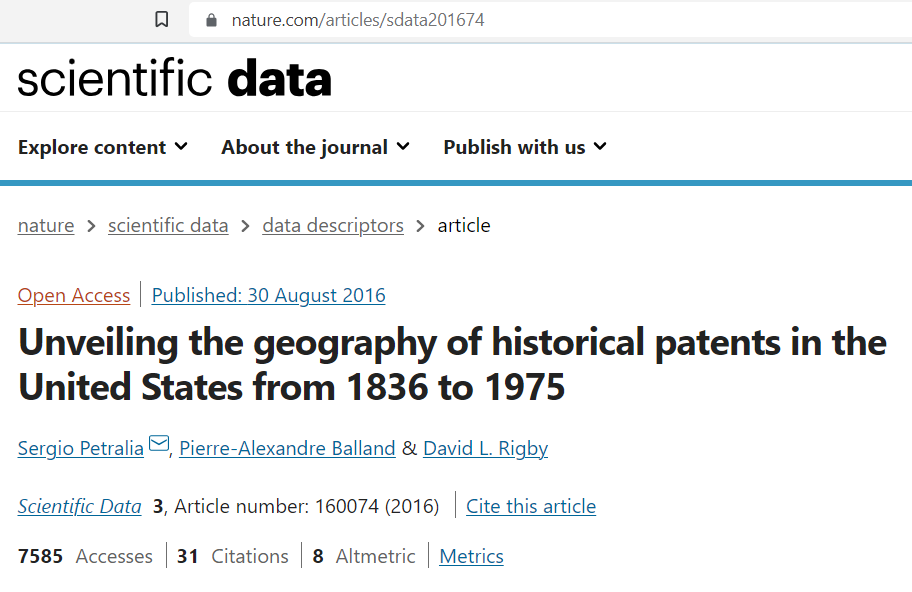 nature.com/articles/sdata201674
scientific data
Explore content
About the journal
Publish with us
nature > scientific data > data descriptors > article
Open Access | Published: 30 August 2016
Unveiling the geography of historical patents in the
United States from 1836 to 1975
Sergio Petralia, Pierre-Alexandre Balland & David L. Rigby
Scientific Data 3, Article number: 160074 (2016) | Cite this article
7585 Accesses | 31 Citations | 8 Altmetric | Metrics